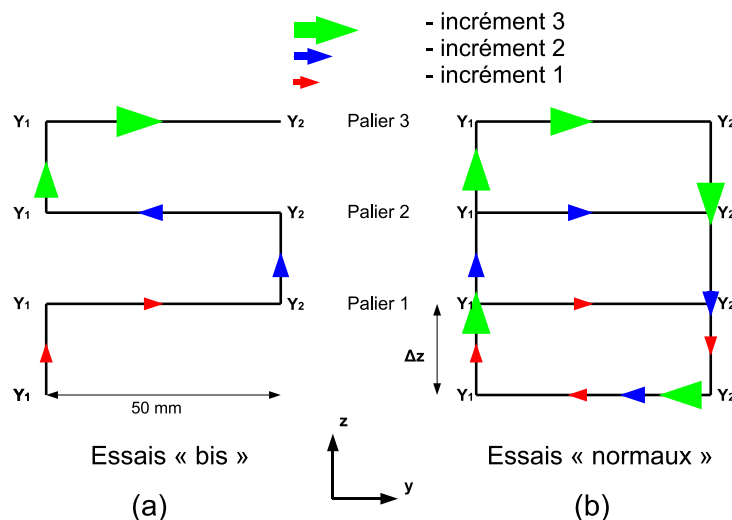 - incrément 3
- incrément 2
- incrément 1
Y₁ Y₂ Palier 3 Y₁ Y₂
Y₁ Y₂ Palier 2 Y₁ Y₂
Y₁ Y₂ Palier 1 Y₁ Y₂
Δz
Y₁ Y₁ Y₂
50 mm
z
Essais « bis » Essais « normaux »
y
(a) (b)